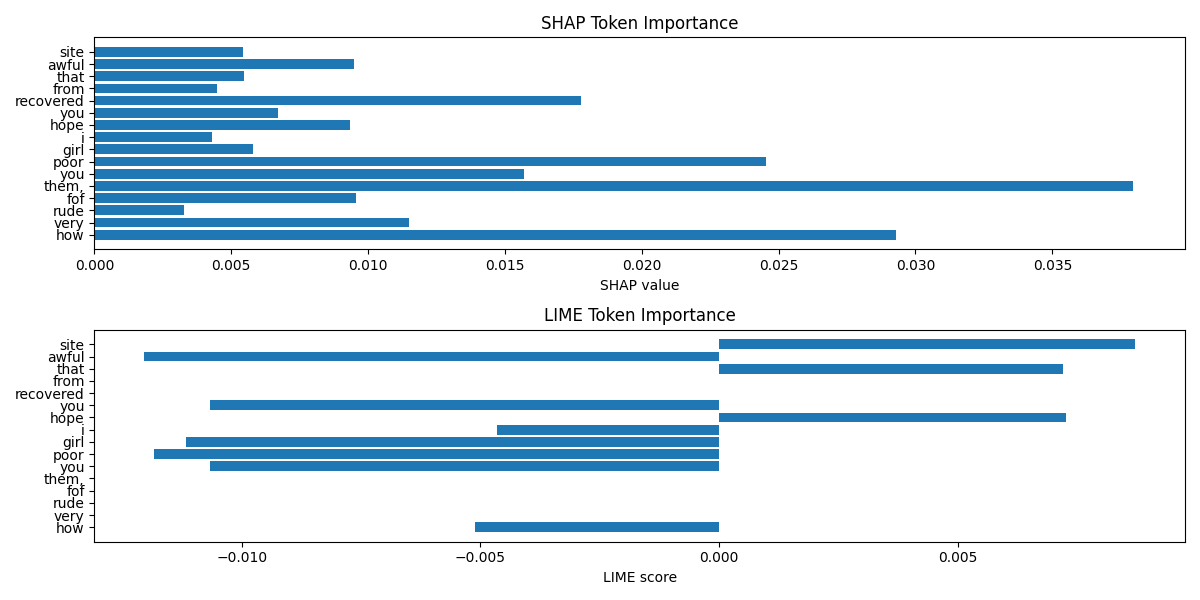 SHAP Token Importance
site
awful
that
from
recovered
you
hope
i
girl
poor
you
them,
fof
rude
very
how
0.000 0.005 0.010 0.015 0.020 0.025 0.030 0.035
SHAP value
LIME Token Importance
site
awful
that
from
recovered
you
hope
i
girl
poor
you
them,
fof
rude
very
how
−0.010 −0.005 0.000 0.005
LIME score